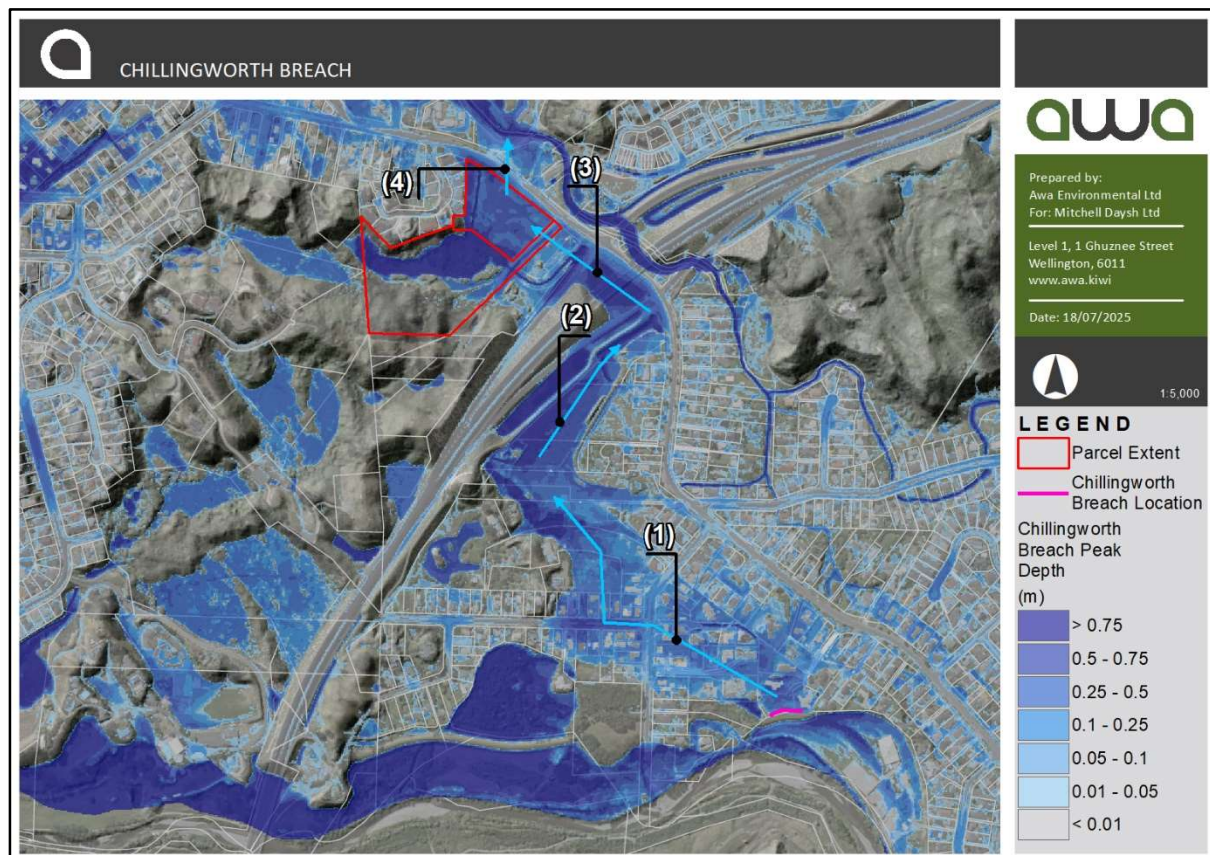 CHILLINGWORTH BREACH
(1)
(2)
(3)
(4)
awa
Prepared by:
Awa Environmental Ltd
For: Mitchell Daysh Ltd
Level 1, 1 Ghuznee Street
Wellington, 6011
www.awa.kiwi
Date: 18/07/2025
1:5,000
LEGEND
Parcel Extent
Chillingworth
Breach Location
Chillingworth
Breach Peak
Depth
(m)
> 0.75
0.5 - 0.75
0.25 - 0.5
0.1 - 0.25
0.05 - 0.1
0.01 - 0.05
< 0.01